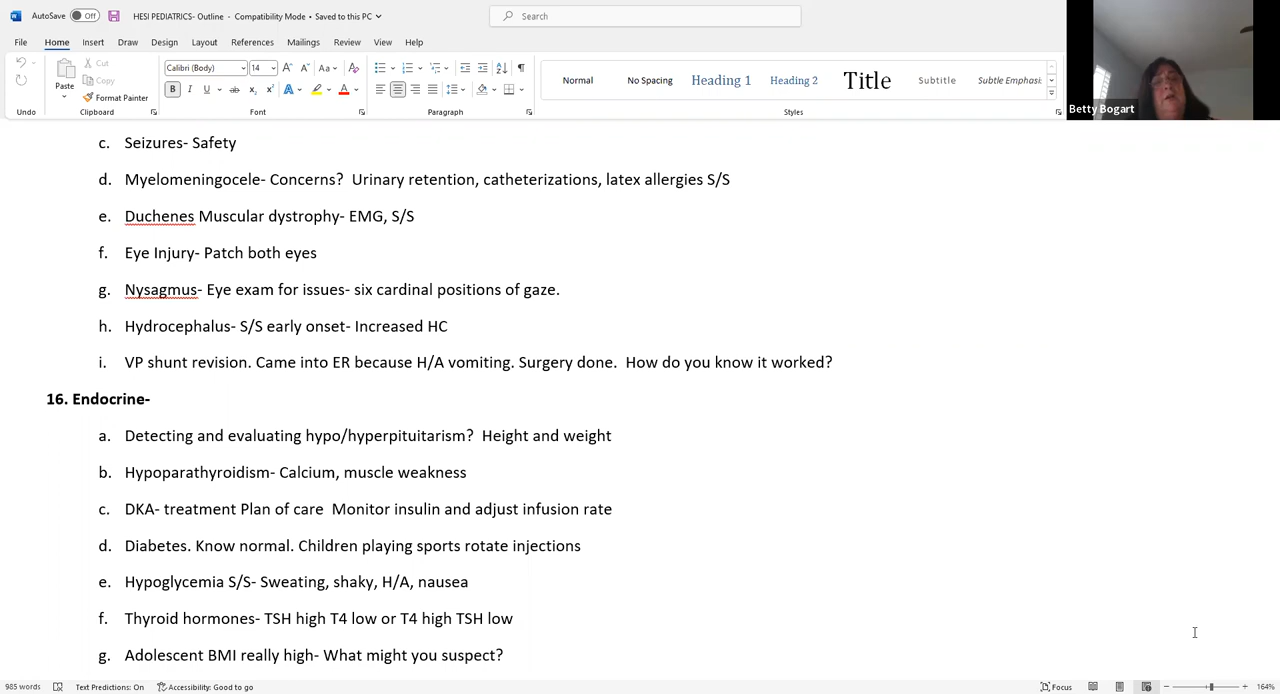 AutoSave Off HESI PEDIATRICS- Outline - Compatibility Mode • Saved to this PC Search
File Home Insert Draw Design Layout References Mailings Review View Help
Cut
Copy
Paste
Format Painter
Calibri (Body) 14 A A Aa A
B I U ab x₂ x² A A
Normal No Spacing Heading 1 Heading 2 Title Subtitle Subtle Emphasi
Undo Clipboard Font Paragraph Styles
Betty Bogart
c. Seizures- Safety
d. Myelomeningocele- Concerns? Urinary retention, catheterizations, latex allergies S/S
e. Duchenes Muscular dystrophy- EMG, S/S
f. Eye Injury- Patch both eyes
g. Nysagmus- Eye exam for issues- six cardinal positions of gaze.
h. Hydrocephalus- S/S early onset- Increased HC
i. VP shunt revision. Came into ER because H/A vomiting. Surgery done. How do you know it worked?
16. Endocrine-
a. Detecting and evaluating hypo/hyperpituitarism? Height and weight
b. Hypoparathyroidism- Calcium, muscle weakness
c. DKA- treatment Plan of care Monitor insulin and adjust infusion rate
d. Diabetes. Know normal. Children playing sports rotate injections
e. Hypoglycemia S/S- Sweating, shaky, H/A, nausea
f. Thyroid hormones- TSH high T4 low or T4 high TSH low
g. Adolescent BMI really high- What might you suspect?
985 words Text Predictions: On Accessibility: Good to go Focus 164%